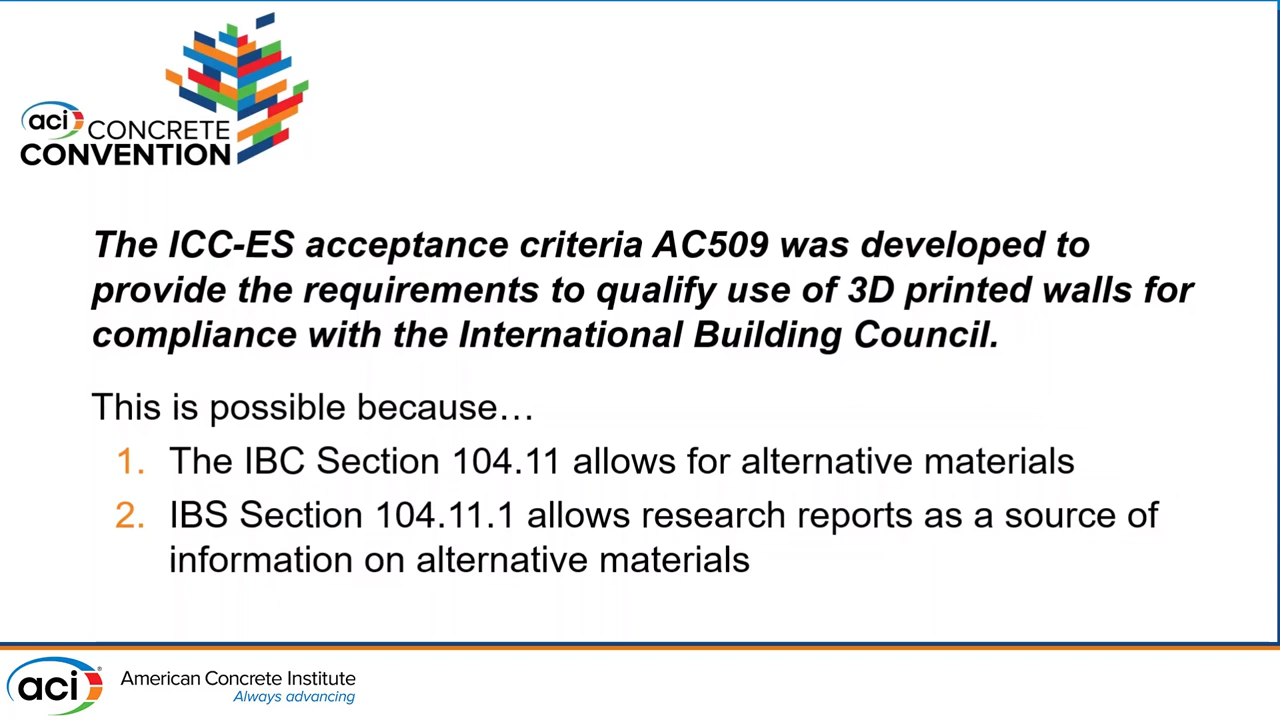 aci CONCRETE
CONVENTION
The ICC-ES acceptance criteria AC509 was developed to
provide the requirements to qualify use of 3D printed walls for
compliance with the International Building Council.
This is possible because…
1. The IBC Section 104.11 allows for alternative materials
2. IBS Section 104.11.1 allows research reports as a source of
information on alternative materials
aci® American Concrete Institute
Always advancing